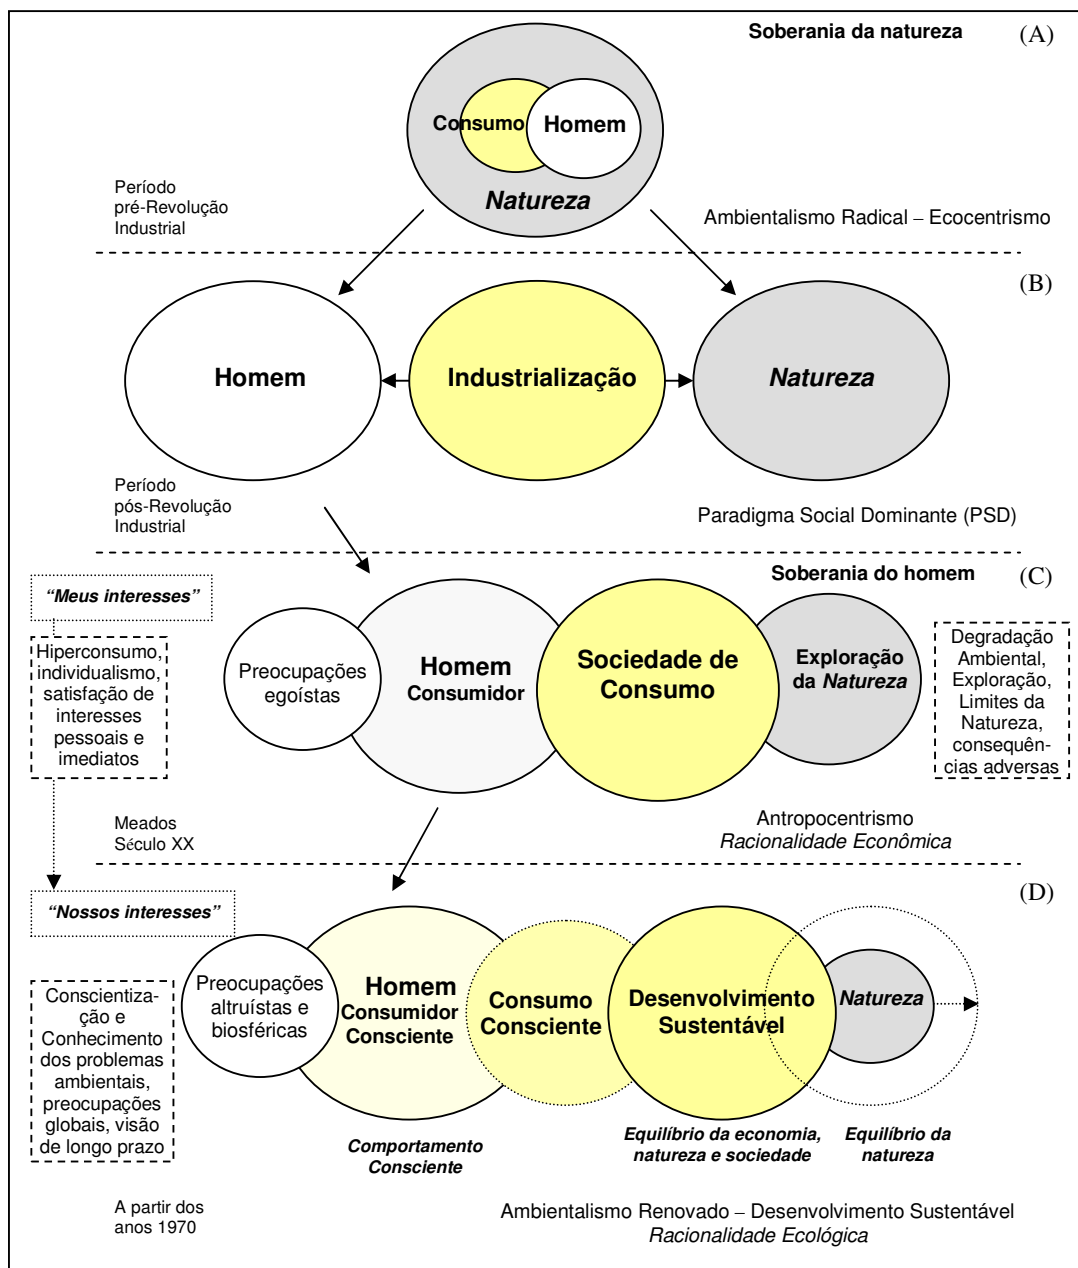 Soberania da natureza
(A)
Consumo
Homem
Natureza
Período
pré-Revolução
Industrial
Ambientalismo Radical – Ecocentrismo
(B)
Homem
Industrialização
Natureza
Período
pós-Revolução
Industrial
Paradigma Social Dominante (PSD)
Soberania do homem
(C)
“Meus interesses”
Hiperconsumo,
individualismo,
satisfação de
interesses
pessoais e
imediatos
Preocupações
egoístas
Homem
Consumidor
Sociedade de
Consumo
Exploração
da Natureza
Degradação
Ambiental,
Exploração,
Limites da
Natureza,
consequên-
cias adversas
Meados
Século XX
Antropocentrismo
Racionalidade Econômica
(D)
“Nossos interesses”
Conscientiza-
ção e
Conhecimento
dos problemas
ambientais,
preocupações
globais, visão
de longo prazo
Preocupações
altruístas e
biosféricas
Homem
Consumidor
Consciente
Consumo
Consciente
Desenvolvimento
Sustentável
Natureza
Comportamento
Consciente
Equilíbrio da economia,
natureza e sociedade
Equilíbrio da
natureza
A partir dos
anos 1970
Ambientalismo Renovado – Desenvolvimento Sustentável
Racionalidade Ecológica